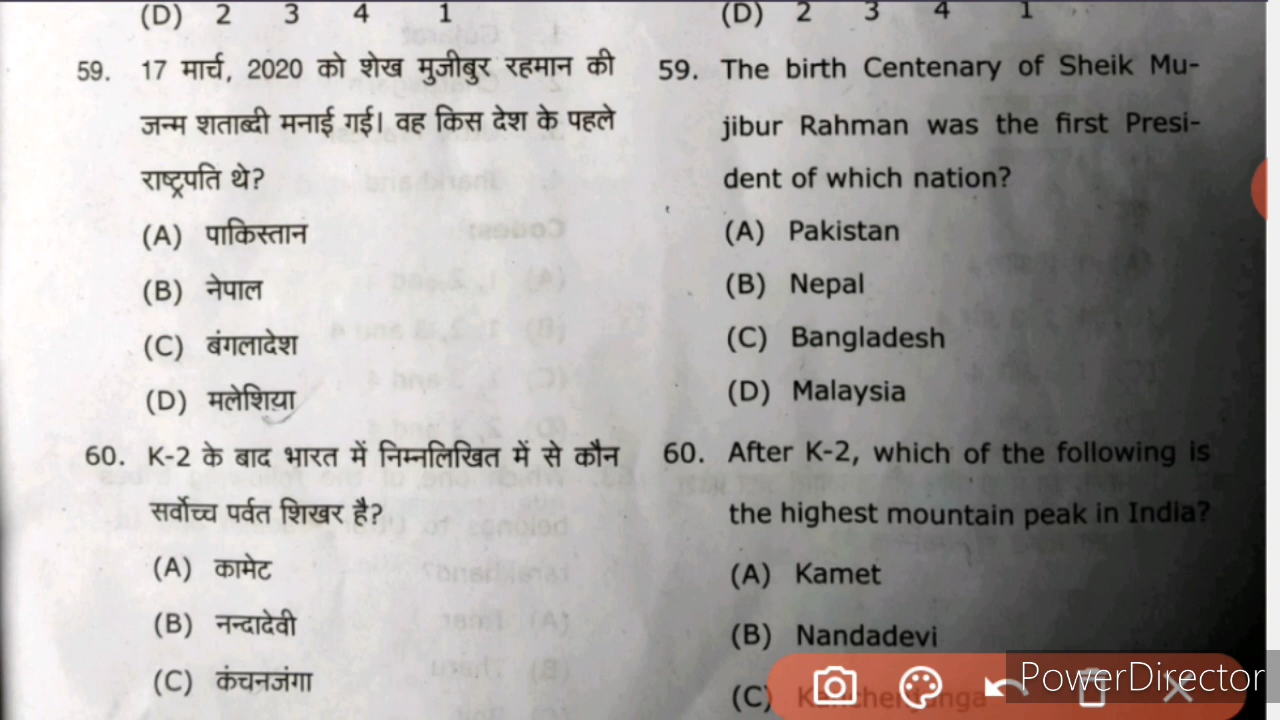 (D) 2 3 4 1
59. 17 मार्च, 2020 को शेख मुजीबुर रहमान की
जन्म शताब्दी मनाई गई। वह किस देश के पहले
राष्ट्रपति थे?
(A) पाकिस्तान
(B) नेपाल
(C) बंगलादेश
(D) मलेशिया
60. K-2 के बाद भारत में निम्नलिखित में से कौन
सर्वोच्च पर्वत शिखर है?
(A) कामेट
(B) नन्दादेवी
(C) कंचनजंगा
(D) 2 3 4 1
59. The birth Centenary of Sheik Mu-
jibur Rahman was the first Presi-
dent of which nation?
(A) Pakistan
(B) Nepal
(C) Bangladesh
(D) Malaysia
60. After K-2, which of the following is
the highest mountain peak in India?
(A) Kamet
(B) Nandadevi
(C) Kanchenjunga
PowerDirector